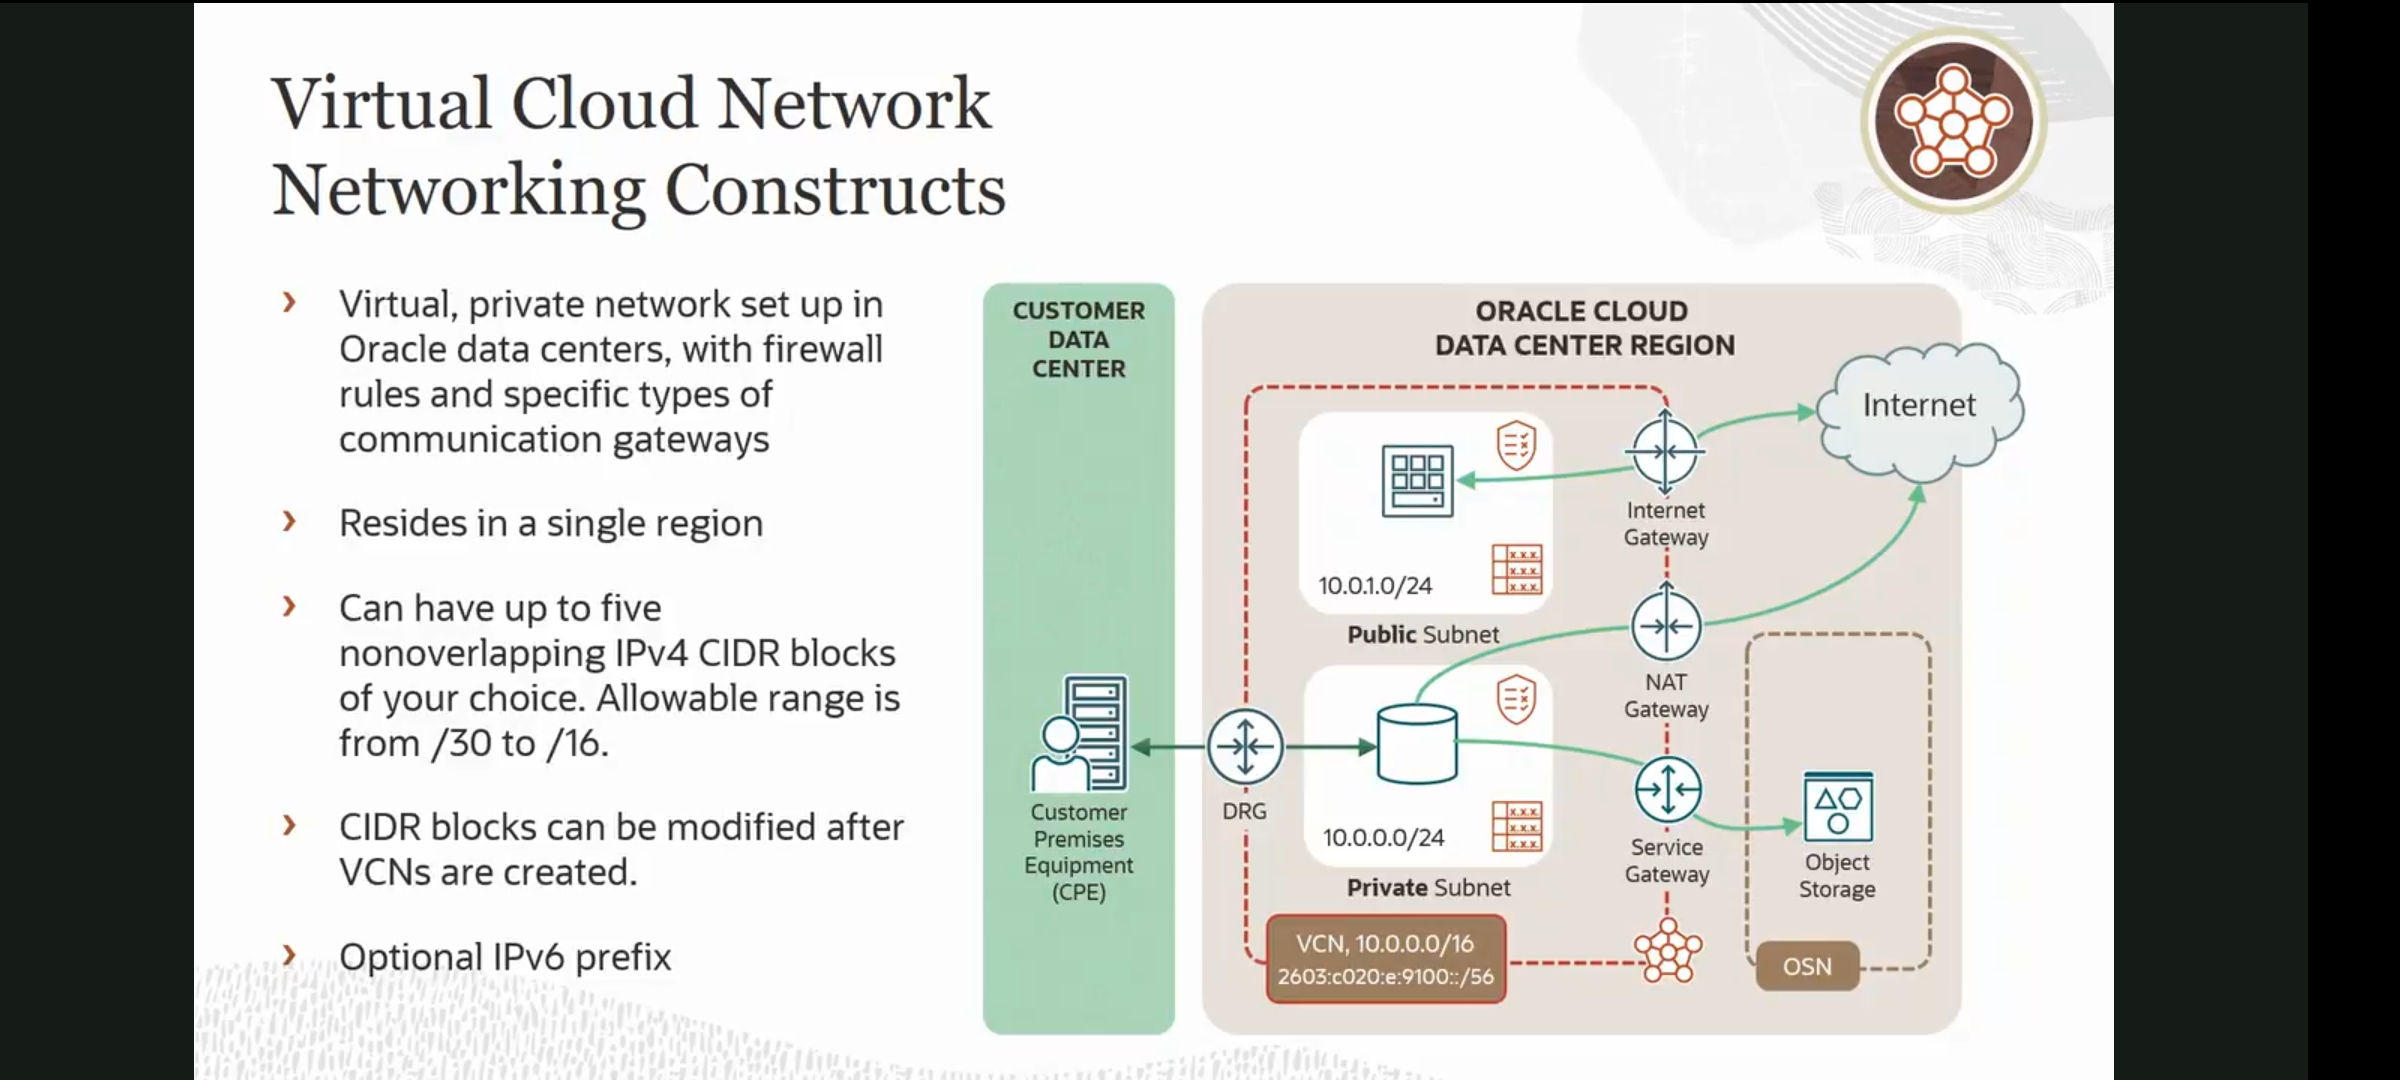 Virtual Cloud Network
Networking Constructs
› Virtual, private network set up in
Oracle data centers, with firewall
rules and specific types of
communication gateways
› Resides in a single region
› Can have up to five
nonoverlapping IPv4 CIDR blocks
of your choice. Allowable range is
from /30 to /16.
› CIDR blocks can be modified after
VCNs are created.
› Optional IPv6 prefix
CUSTOMER
DATA
CENTER
Customer
Premises
Equipment
(CPE)
ORACLE CLOUD
DATA CENTER REGION
Internet
Internet
Gateway
10.0.1.0/24
x.x.x.
x.x.x.
x.x.x.
Public Subnet
NAT
Gateway
DRG
10.0.0.0/24
x.x.x.
x.x.x.
x.x.x.
Private Subnet
Service
Gateway
Object
Storage
VCN, 10.0.0.0/16
2603:c020:e:9100::/56
OSN